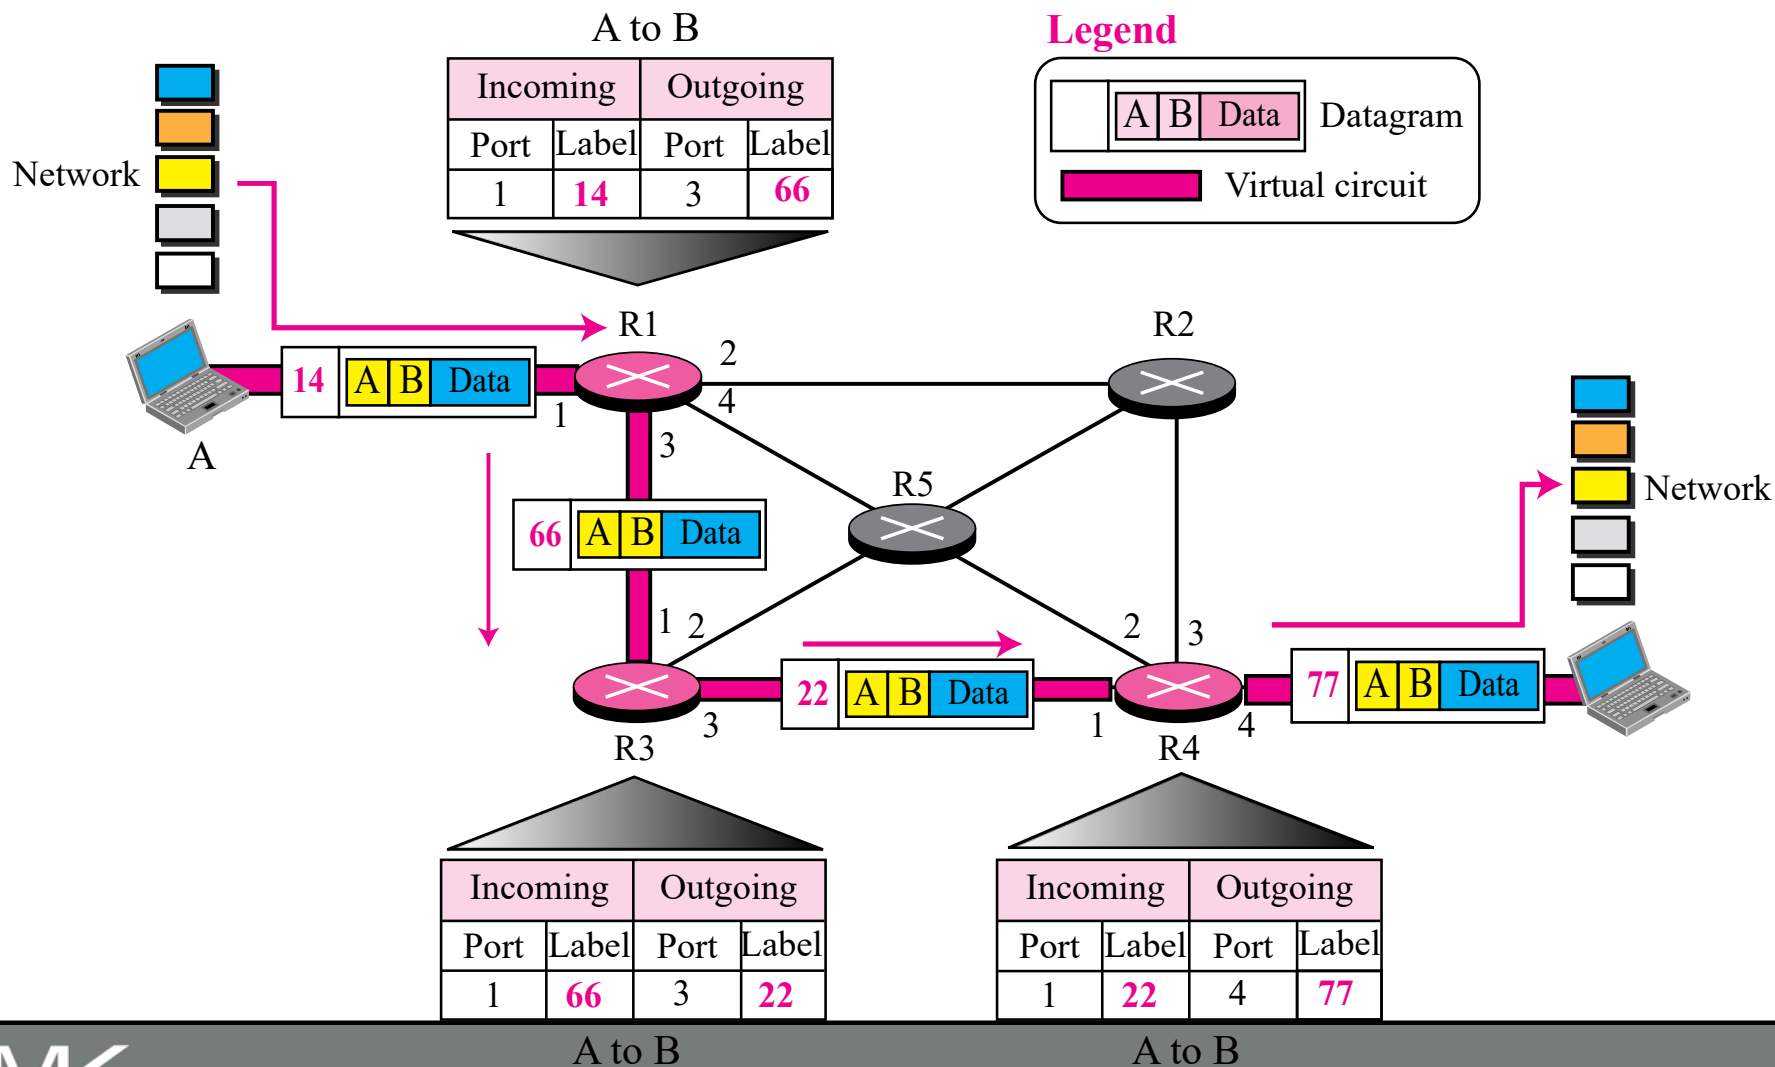 A to B
Legend
Incoming Outgoing
Port Label Port Label
1 14 3 66
A B Data Datagram
Virtual circuit
Network
R1
R2
2
4
14 A B Data
1
3
A
R5
Network
66 A B Data
1
2
2
3
22 A B Data
77 A B Data
3
1
4
R3
R4
Incoming Outgoing
Port Label Port Label
1 66 3 22
A to B
Incoming Outgoing
Port Label Port Label
1 22 4 77
A to B